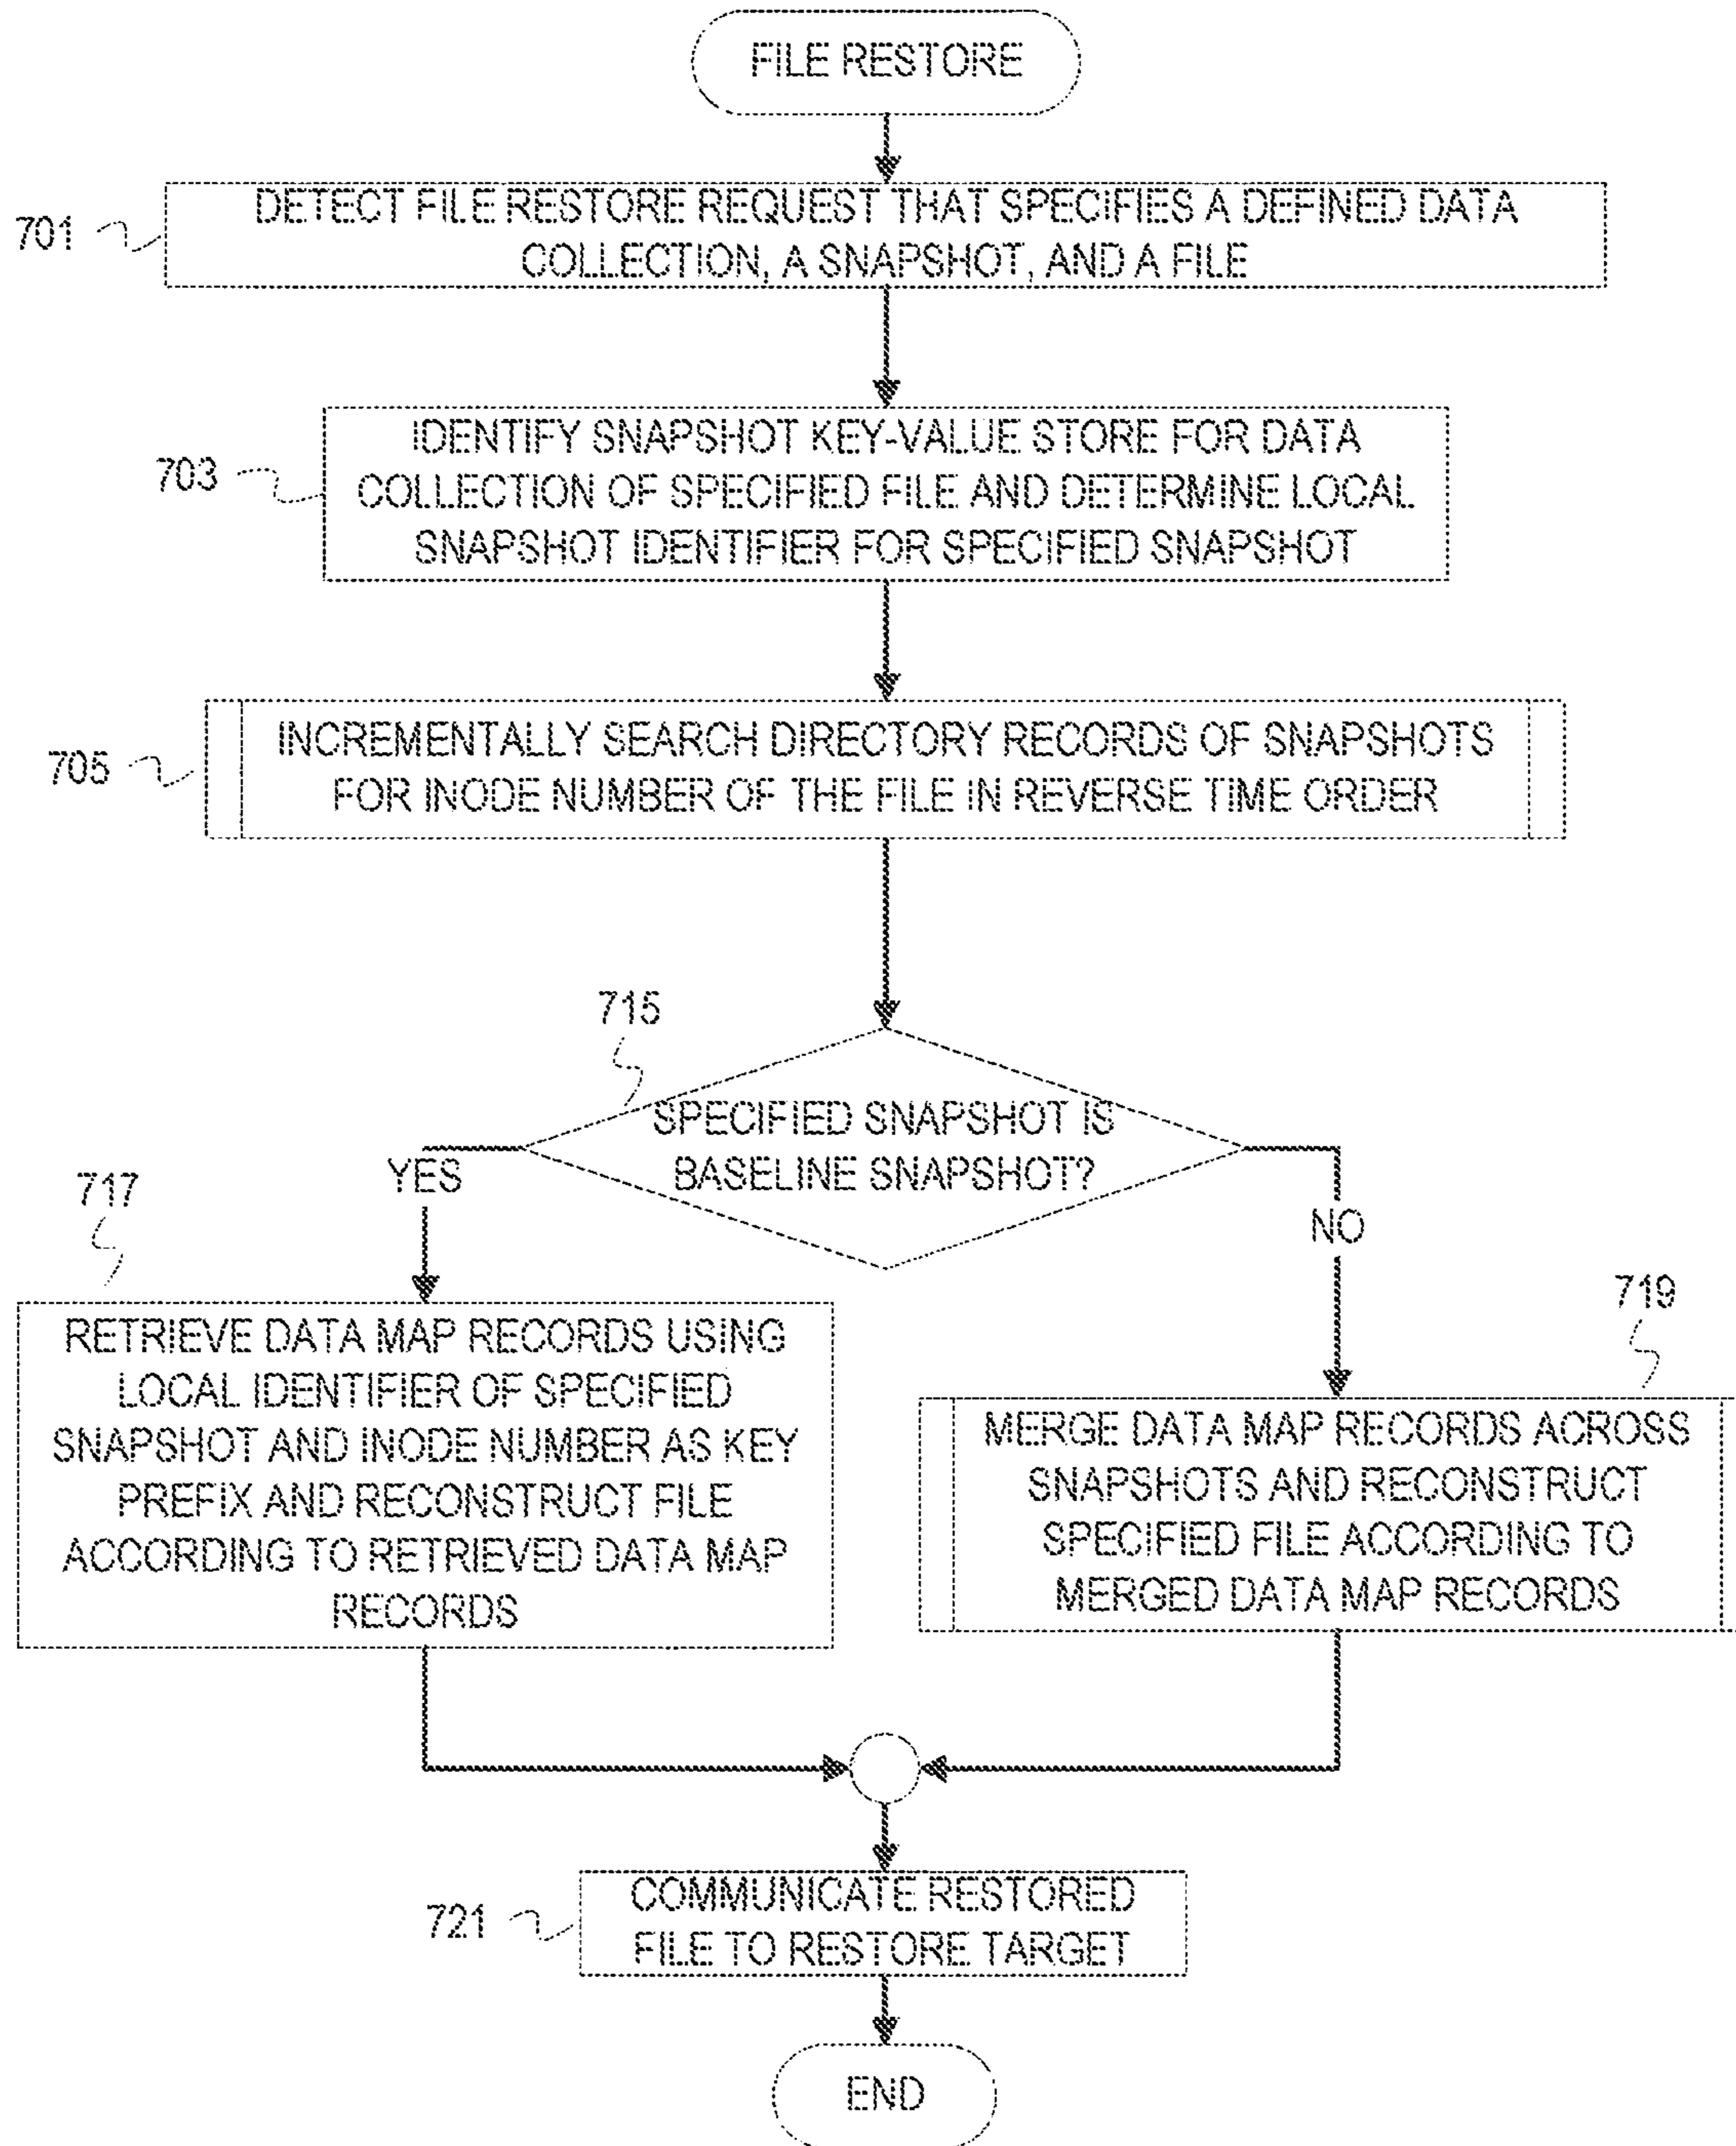 FILE RESTORE
701
DETECT FILE RESTORE REQUEST THAT SPECIFIES A DEFINED DATA
COLLECTION, A SNAPSHOT, AND A FILE
703
IDENTIFY SNAPSHOT KEY-VALUE STORE FOR DATA
COLLECTION OF SPECIFIED FILE AND DETERMINE LOCAL
SNAPSHOT IDENTIFIER FOR SPECIFIED SNAPSHOT
705
INCREMENTALLY SEARCH DIRECTORY RECORDS OF SNAPSHOTS
FOR INODE NUMBER OF THE FILE IN REVERSE TIME ORDER
715
SPECIFIED SNAPSHOT IS
BASELINE SNAPSHOT?
YES
NO
717
RETRIEVE DATA MAP RECORDS USING
LOCAL IDENTIFIER OF SPECIFIED
SNAPSHOT AND INODE NUMBER AS KEY
PREFIX AND RECONSTRUCT FILE
ACCORDING TO RETRIEVED DATA MAP
RECORDS
719
MERGE DATA MAP RECORDS ACROSS
SNAPSHOTS AND RECONSTRUCT
SPECIFIED FILE ACCORDING TO
MERGED DATA MAP RECORDS
721
COMMUNICATE RESTORED
FILE TO RESTORE TARGET
END